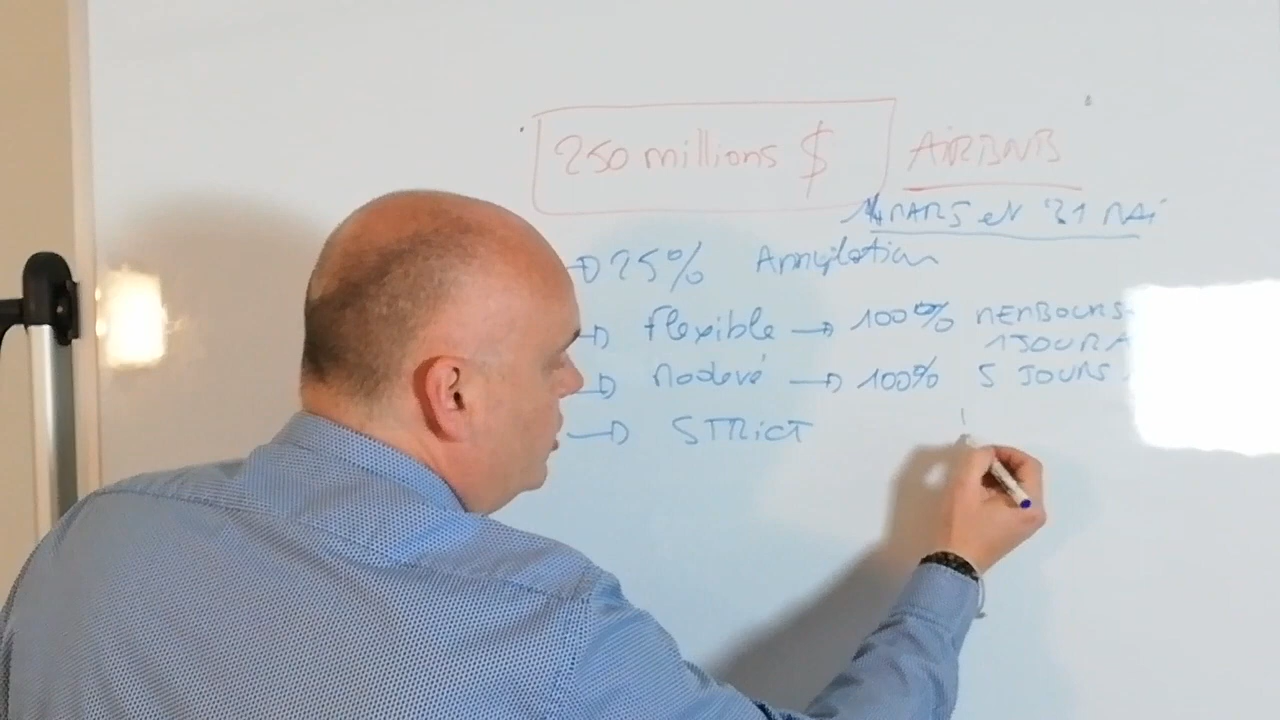 250 millions $ AIRBNB
14 MARS et 31 MAi
25% Annulation
flexible → 100% REMBOURS
1 JOUR A
Modéré → 100% 5 JOURS
→ STRicT